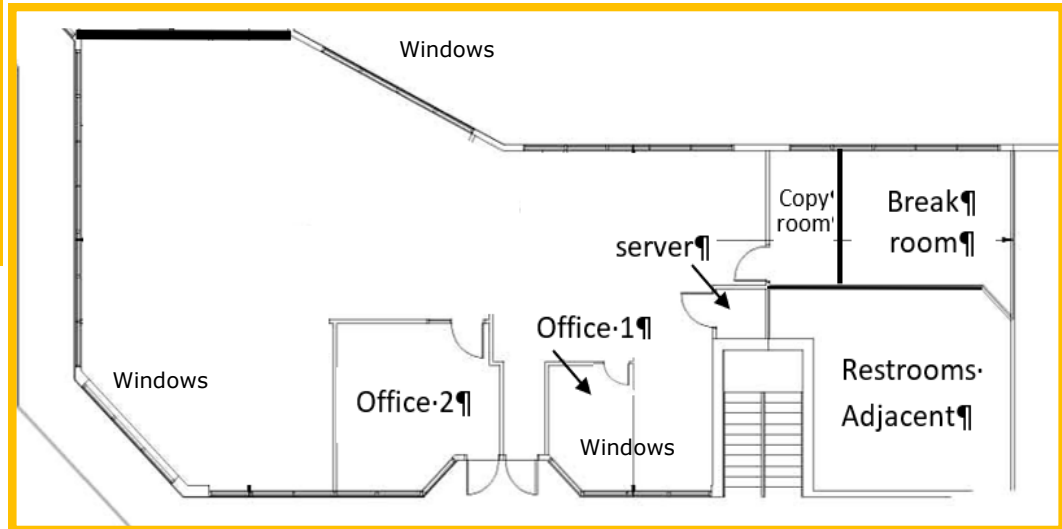 Windows
Copy
room
Break¶
room¶
server¶
Office·1¶
Windows
Office·2¶
Restrooms·
Adjacent¶
Windows